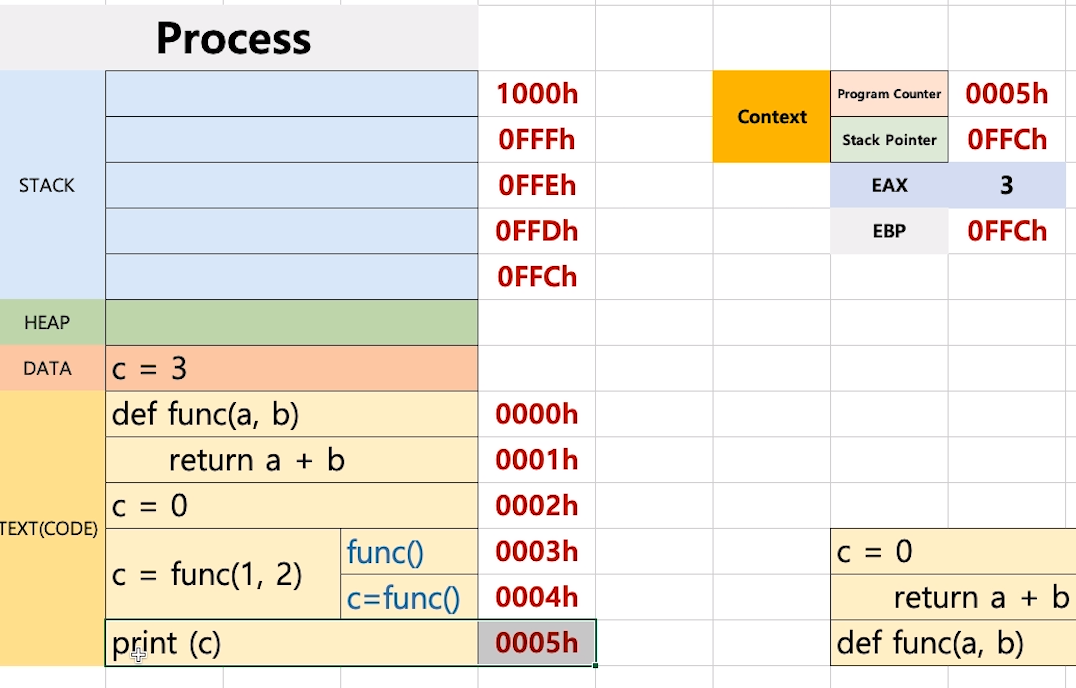 Process
1000h
Context
Program Counter
0005h
0FFFh
Stack Pointer
0FFCh
STACK
0FFEh
EAX
3
0FFDh
EBP
0FFCh
0FFCh
HEAP
DATA
c = 3
def func(a, b)
0000h
return a + b
0001h
c = 0
0002h
TEXT(CODE)
c = func(1, 2)
func()
0003h
c = 0
c=func()
0004h
return a + b
print (c)
0005h
def func(a, b)